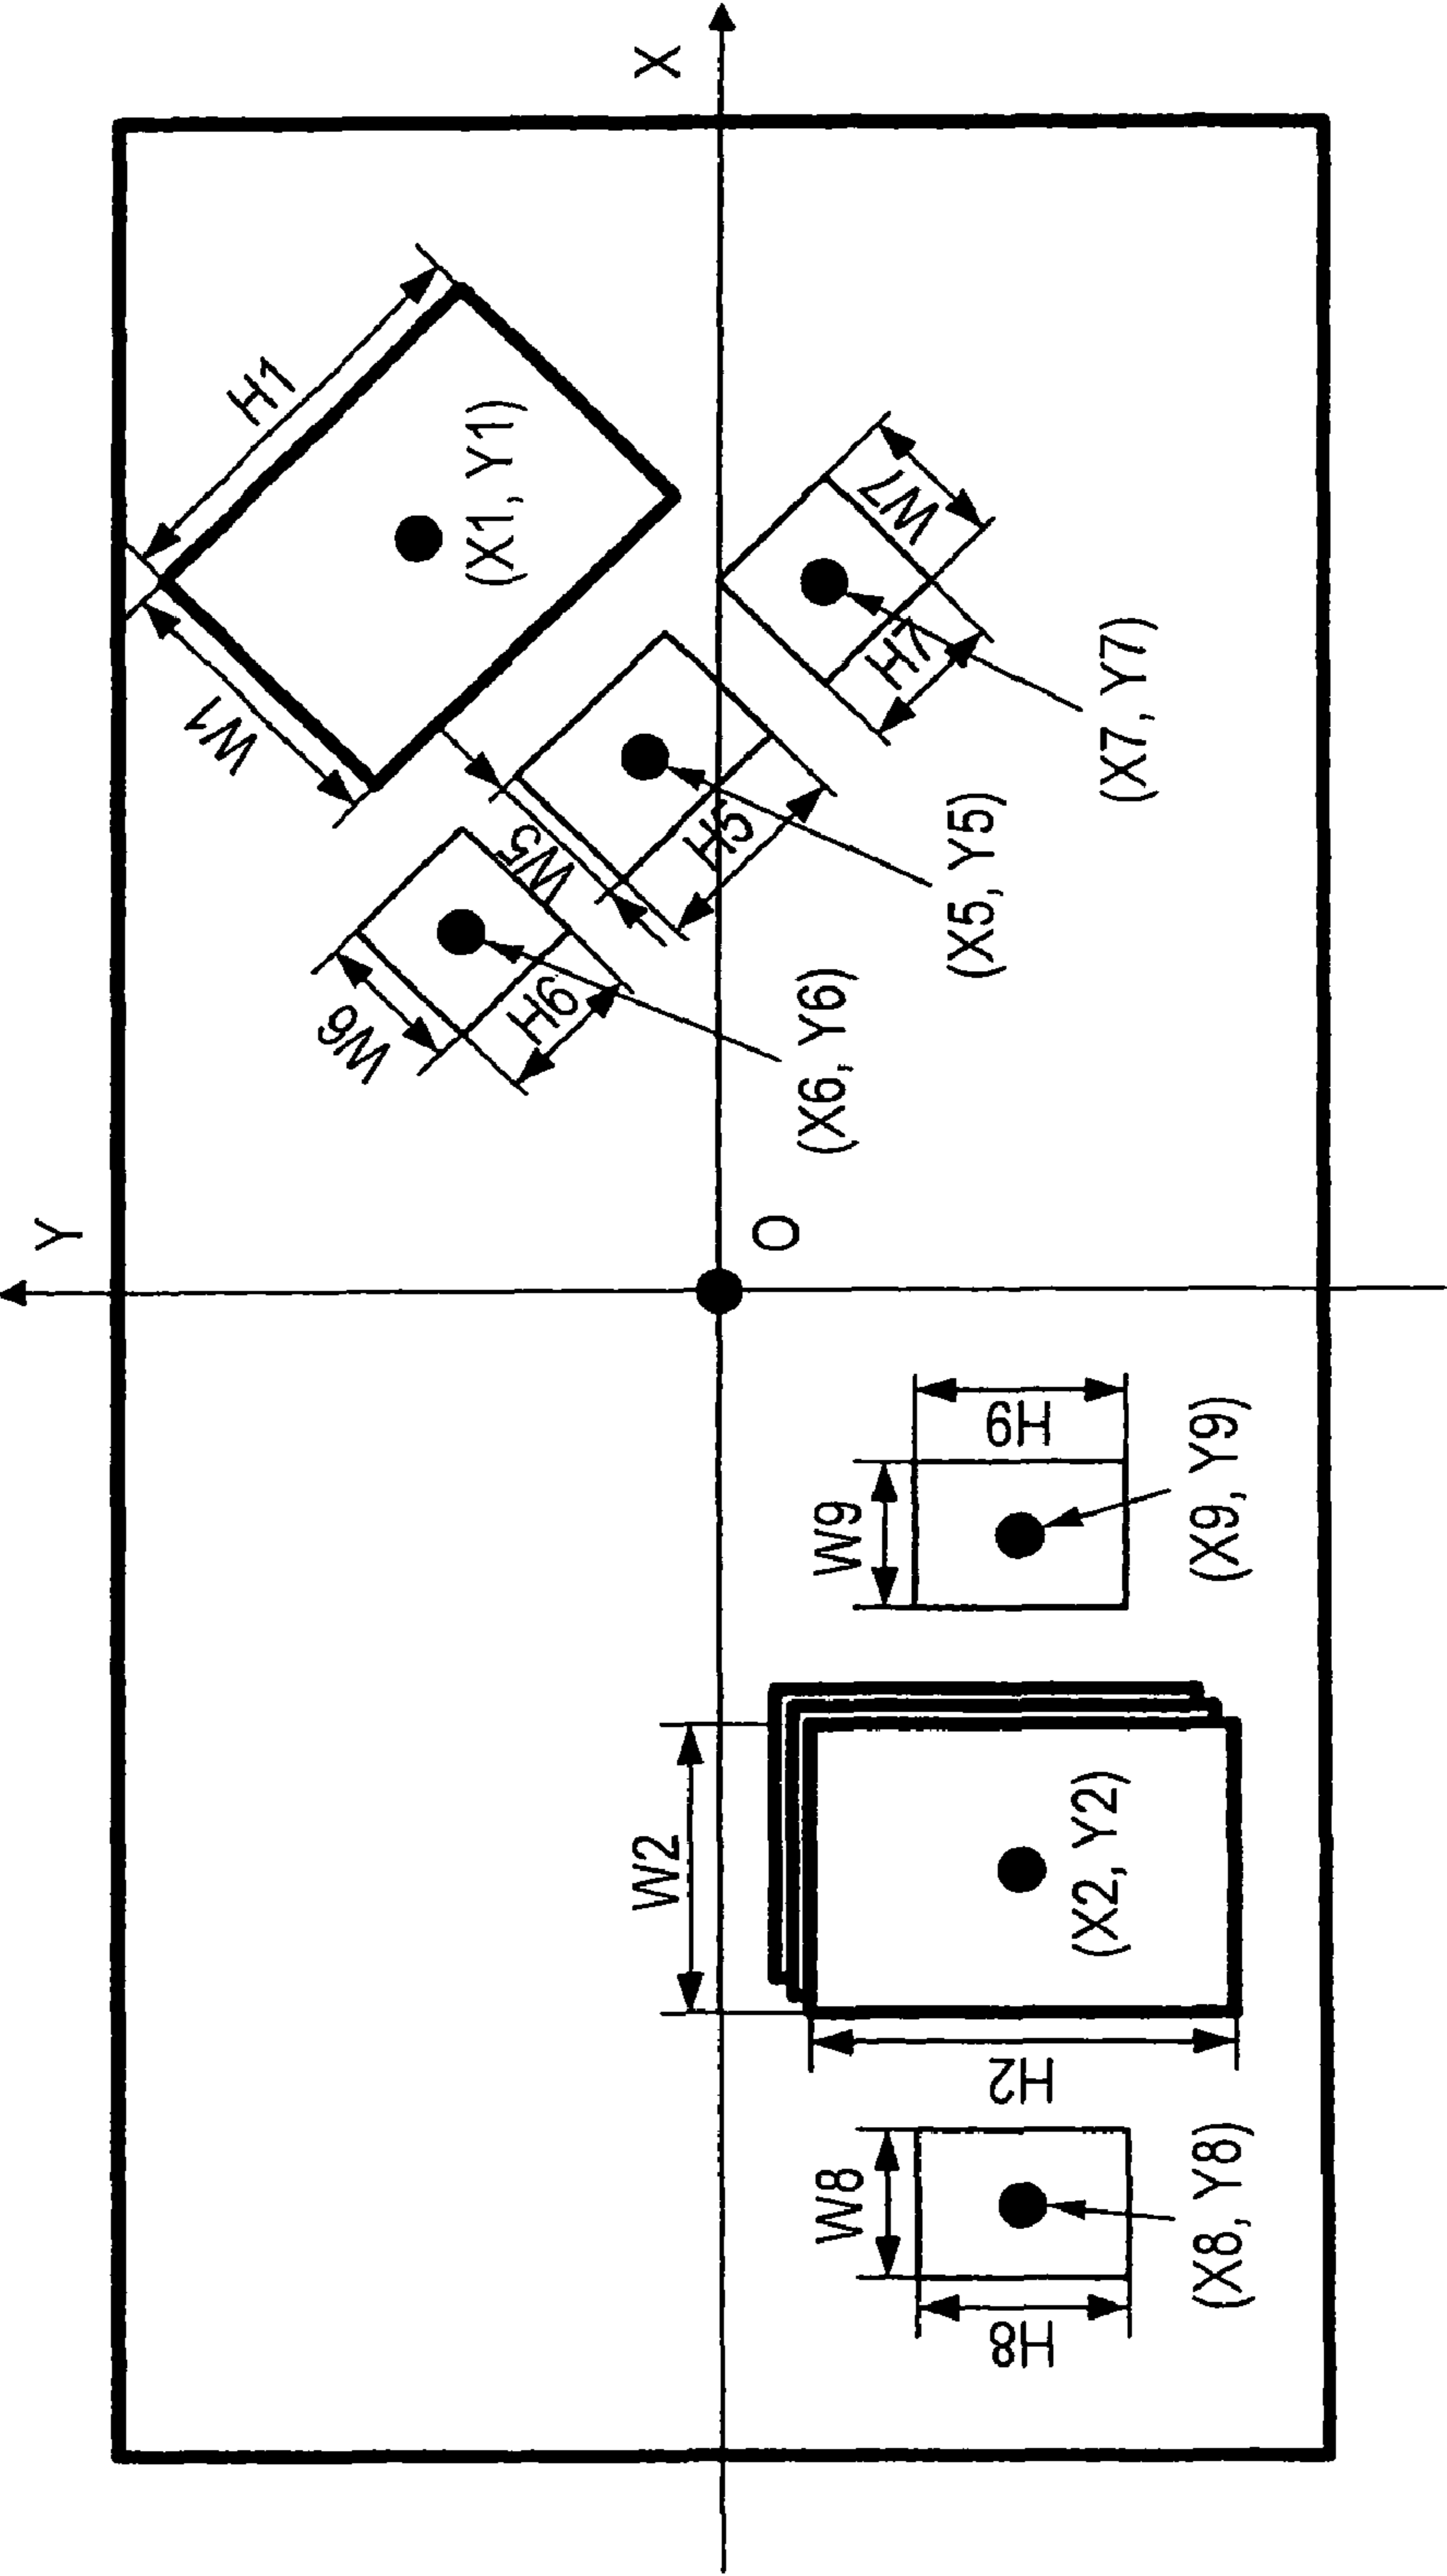 Y
W1
H1
W6
(X1, Y1)
W5
H6
W2
X
H5
O
(X6, Y6)
W8
W9
H7
W7
(X5, Y5)
H8
H2
H9
(X2, Y2)
(X7, Y7)
(X8, Y8)
(X9, Y9)